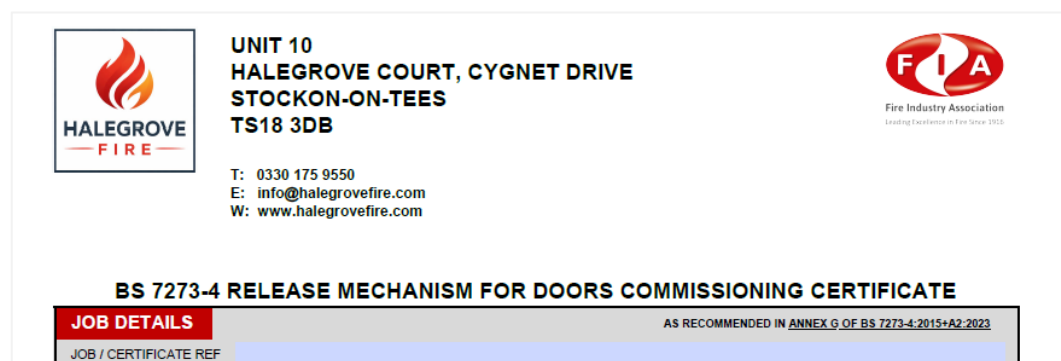 HALEGROVE
FIRE
UNIT 10
HALEGROVE COURT, CYGNET DRIVE
STOCKON-ON-TEES
TS18 3DB
T: 0330 175 9550
E: info@halegrovefire.com
W: www.halegrovefire.com
FIA
Fire Industry Association
Leading Excellence in Fire Since 1916
BS 7273-4 RELEASE MECHANISM FOR DOORS COMMISSIONING CERTIFICATE
JOB DETAILS
AS RECOMMENDED IN ANNEX G OF BS 7273-4:2015+A2:2023
JOB / CERTIFICATE REF